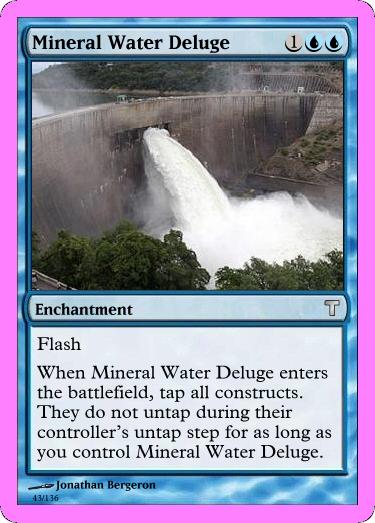 Mineral Water Deluge 1
Enchantment T
Flash
When Mineral Water Deluge enters
the battlefield, tap all constructs.
They do not untap during their
controller's untap step for as long as
you control Mineral Water Deluge.
Jonathan Bergeron
43/136